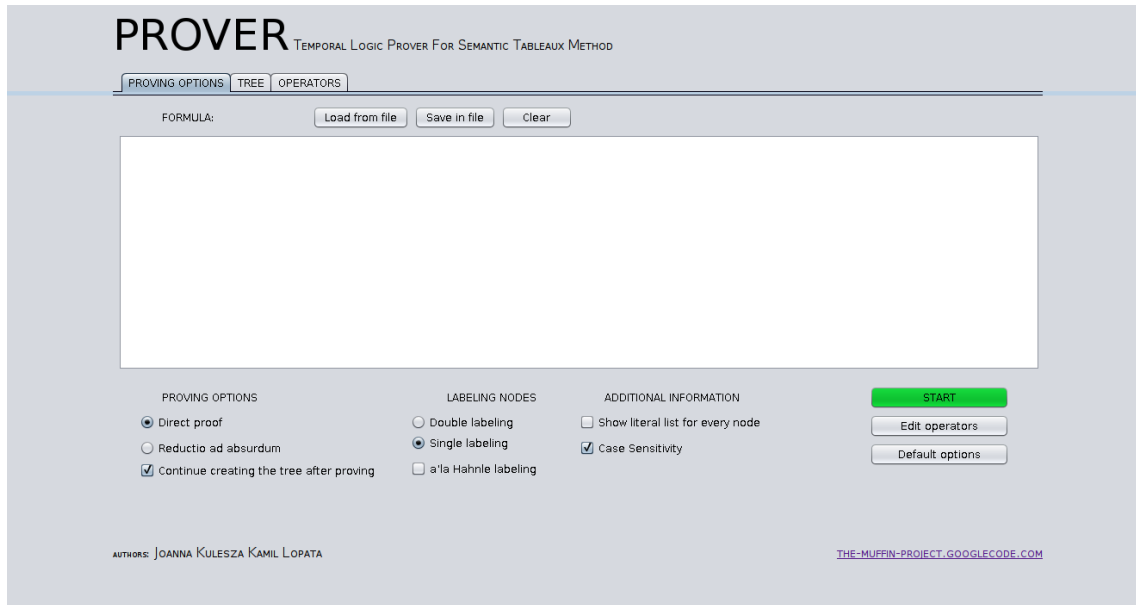 PROVER TEMPORAL LOGIC PROVER FOR SEMANTIC TABLEAUX METHOD
PROVING OPTIONS TREE OPERATORS
FORMULA: Load from file Save in file Clear
PROVING OPTIONS LABELING NODES ADDITIONAL INFORMATION START
Direct proof Double labeling Show literal list for every node Edit operators
Reductio ad absurdum Single labeling Case Sensitivity Default options
Continue creating the tree after proving a'la Hahnle labeling
AUTHORS: JOANNA KULESZA KAMIL LOPATA THE-MUFFIN-PROJECT.GOOGLECODE.COM